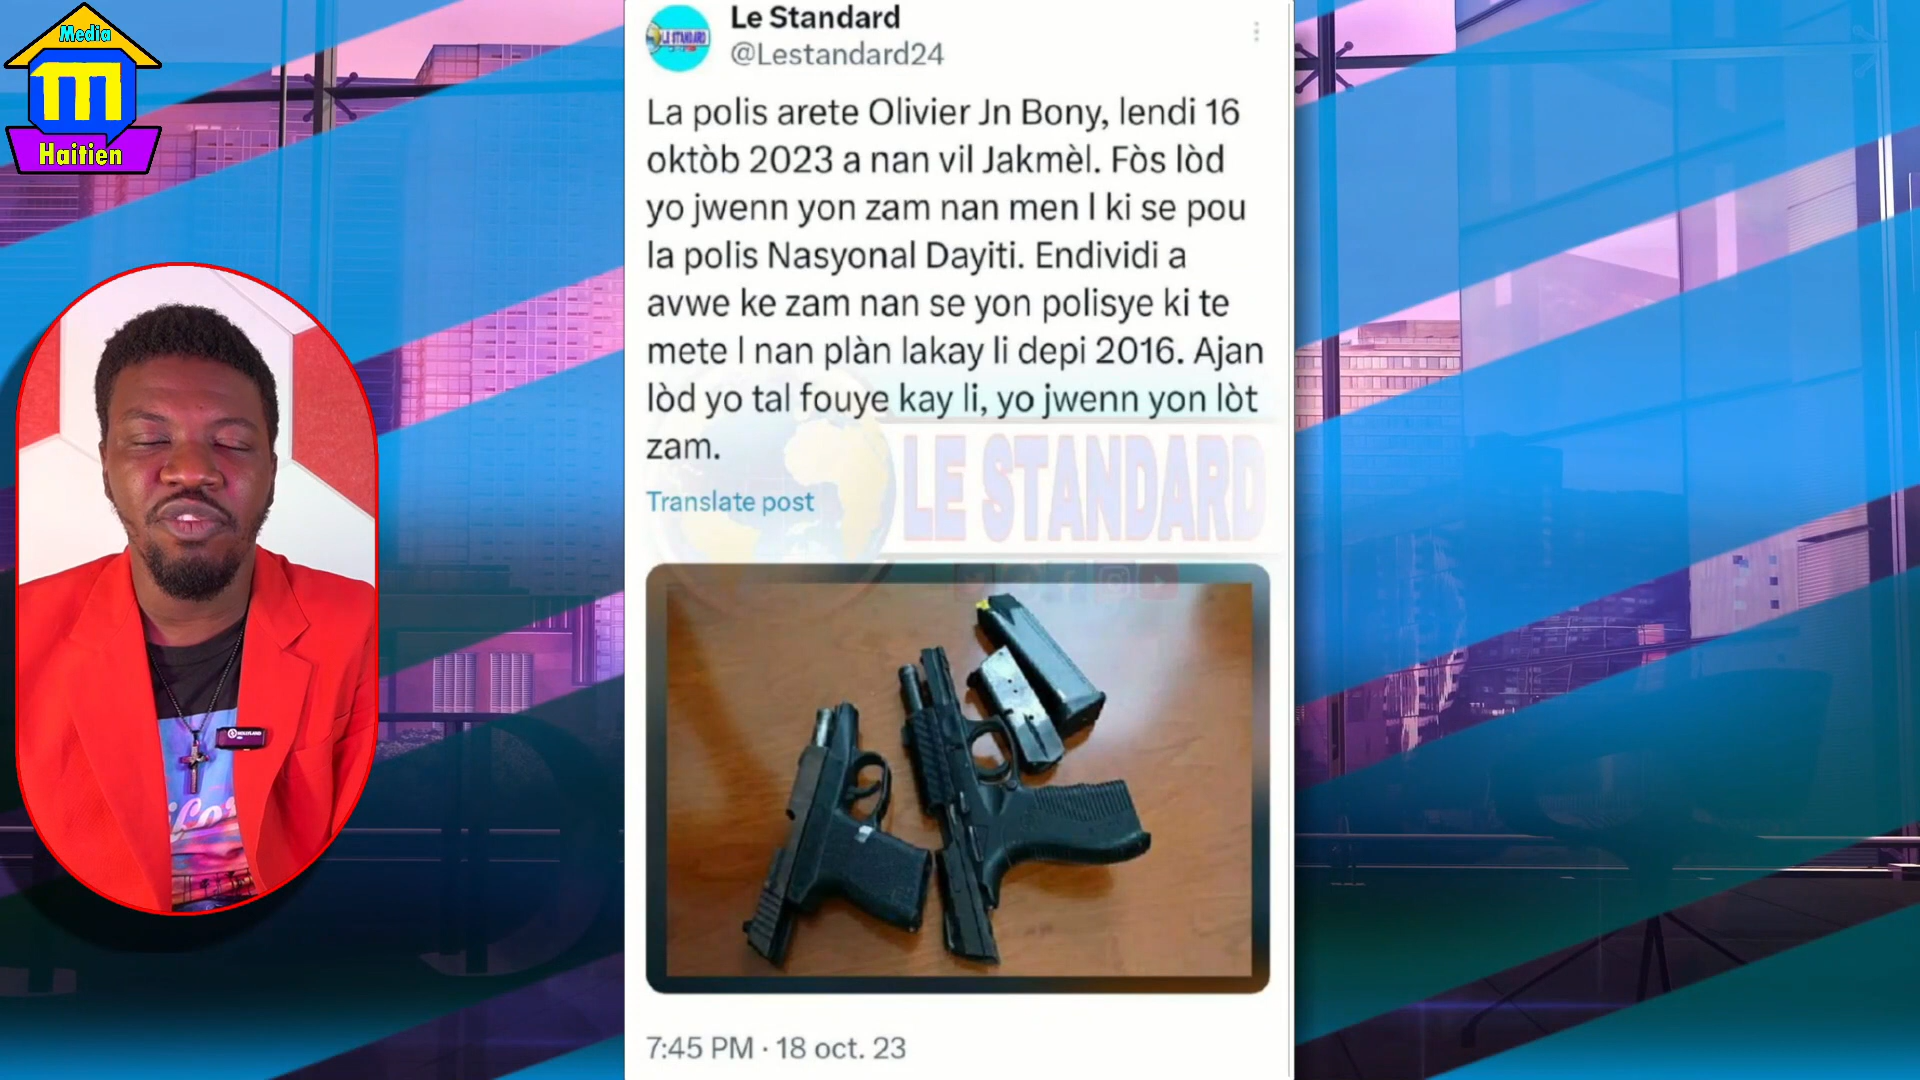 Media
m
Haitien
Le Standard
@Lestandard24
La polis arete Olivier Jn Bony, lendi 16
oktòb 2023 a nan vil Jakmèl. Fòs lòd
yo jwenn yon zam nan men l ki se pou
la polis Nasyonal Dayiti. Endividi a
avwe ke zam nan se yon polisye ki te
mete l nan plàn lakay li depi 2016. Ajan
lòd yo tal fouye kay li, yo jwenn yon lòt
zam.
Translate post
LE STANDARD
7:45 PM · 18 oct. 23